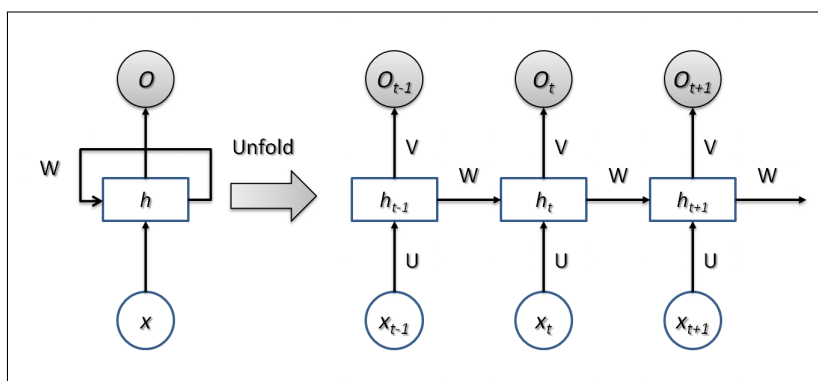 O O_{t-1} O_t O_{t+1}
Unfold V V V
W W W W
h h_{t-1} h_t h_{t+1}
U U U
x x_{t-1} x_t x_{t+1}